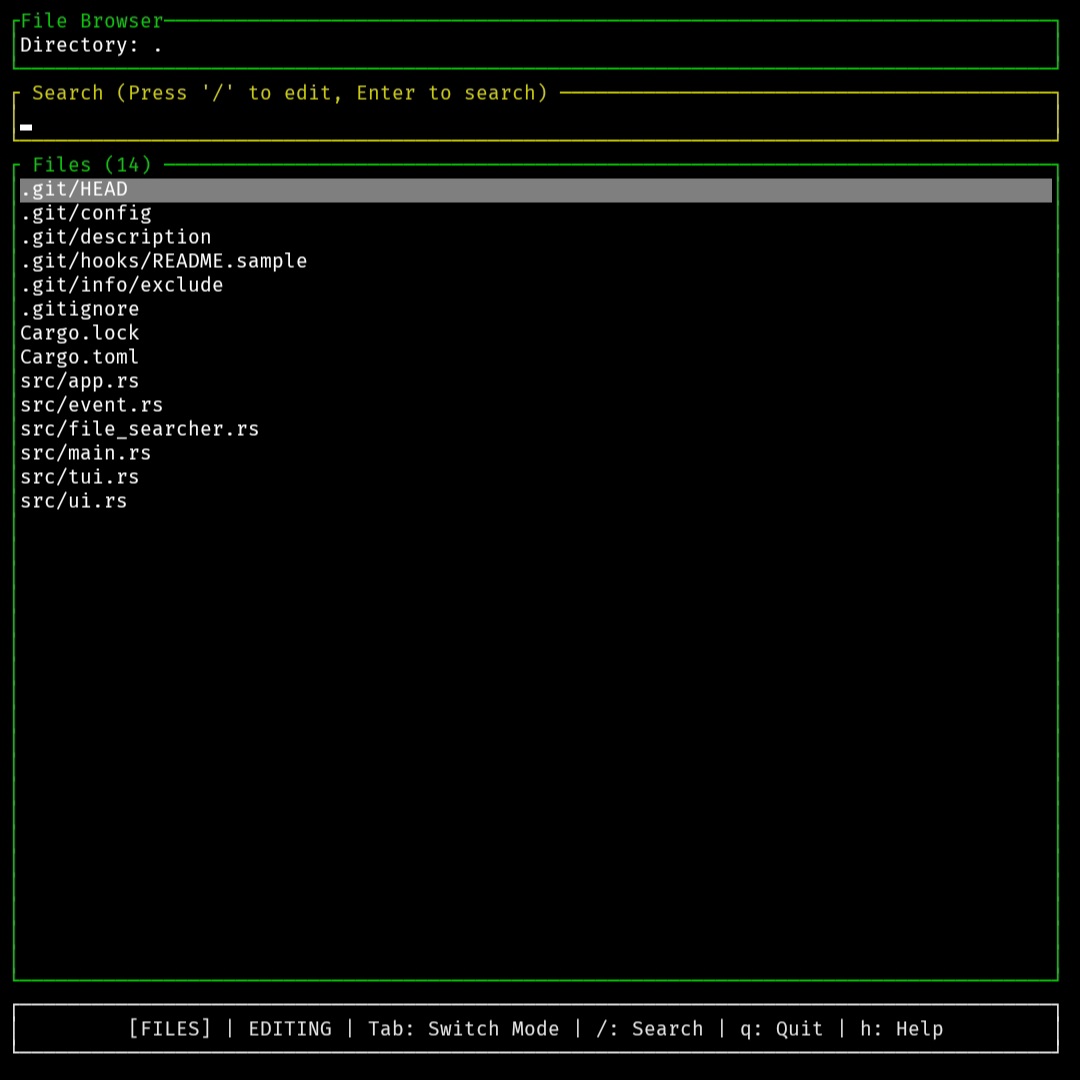 File Browser
Directory: .
Search (Press '/' to edit, Enter to search)
Files (14)
.git/HEAD
.git/config
.git/description
.git/hooks/README.sample
.git/info/exclude
.gitignore
Cargo.lock
Cargo.toml
src/app.rs
src/event.rs
src/file_searcher.rs
src/main.rs
src/tui.rs
src/ui.rs
[FILES] | EDITING | Tab: Switch Mode | /: Search | q: Quit | h: Help